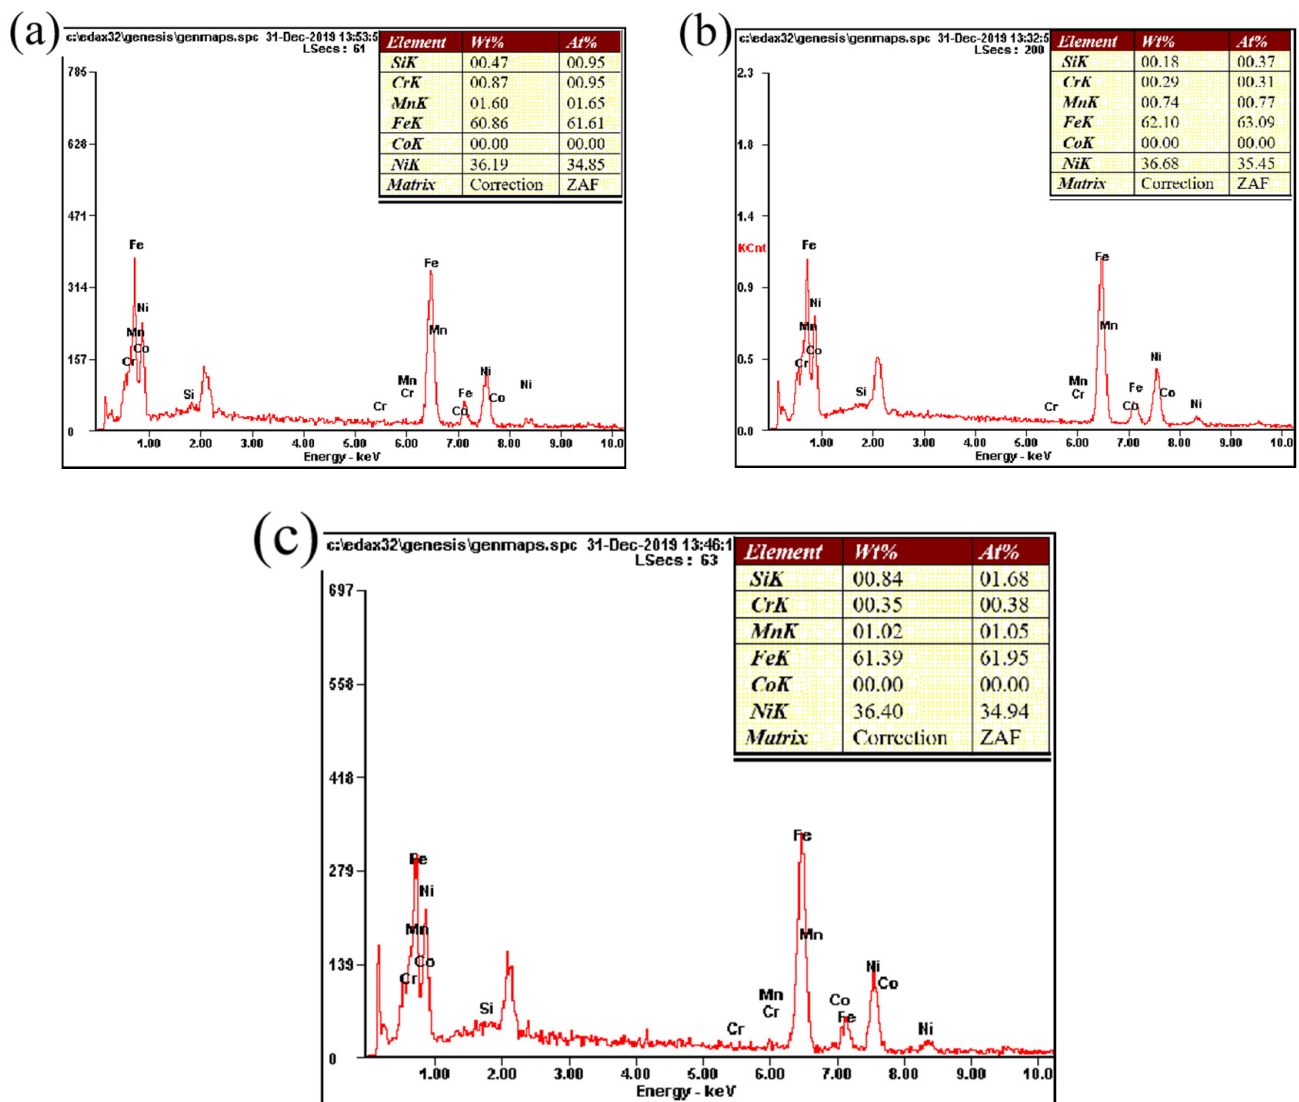 (a)
c:\edax32\genesis\genmaps.spc 31-Dec-2019 13:53:5
LSecs : 61
Element Wt% At%
SiK 00.47 00.95
CrK 00.87 00.95
MnK 01.60 01.65
FeK 60.86 61.61
CoK 00.00 00.00
NiK 36.19 34.85
Matrix Correction ZAF
785
628
471
314
157
0
Fe
Ni
Mn
Co
Cr
Si
Cr
Mn
Cr
Fe
Mn
Fe
Co
Ni
Co
Ni
1.00 2.00 3.00 4.00 5.00 6.00 7.00 8.00 9.00 10.0
Energy - keV
(b)
c:\edax32\genesis\genmaps.spc 31-Dec-2019 13:32:5
LSecs : 200
Element Wt% At%
SiK 00.18 00.37
CrK 00.29 00.31
MnK 00.74 00.77
FeK 62.10 63.09
CoK 00.00 00.00
NiK 36.68 35.45
Matrix Correction ZAF
2.3
1.8
1.4
KCnt
0.9
0.5
0.0
Fe
Ni
Mn
Co
Cr
Si
Cr
Mn
Cr
Fe
Mn
Fe
Co
Ni
Co
Ni
1.00 2.00 3.00 4.00 5.00 6.00 7.00 8.00 9.00 10.0
Energy - keV
(c)
c:\edax32\genesis\genmaps.spc 31-Dec-2019 13:46:1
LSecs : 63
Element Wt% At%
SiK 00.84 01.68
CrK 00.35 00.38
MnK 01.02 01.05
FeK 61.39 61.95
CoK 00.00 00.00
NiK 36.40 34.94
Matrix Correction ZAF
697
558
418
279
139
0
Fe
Ni
Mn
Co
Cr
Si
Cr
Mn
Cr
Fe
Mn
Co
Fe
Ni
Co
Ni
1.00 2.00 3.00 4.00 5.00 6.00 7.00 8.00 9.00 10.0
Energy - keV